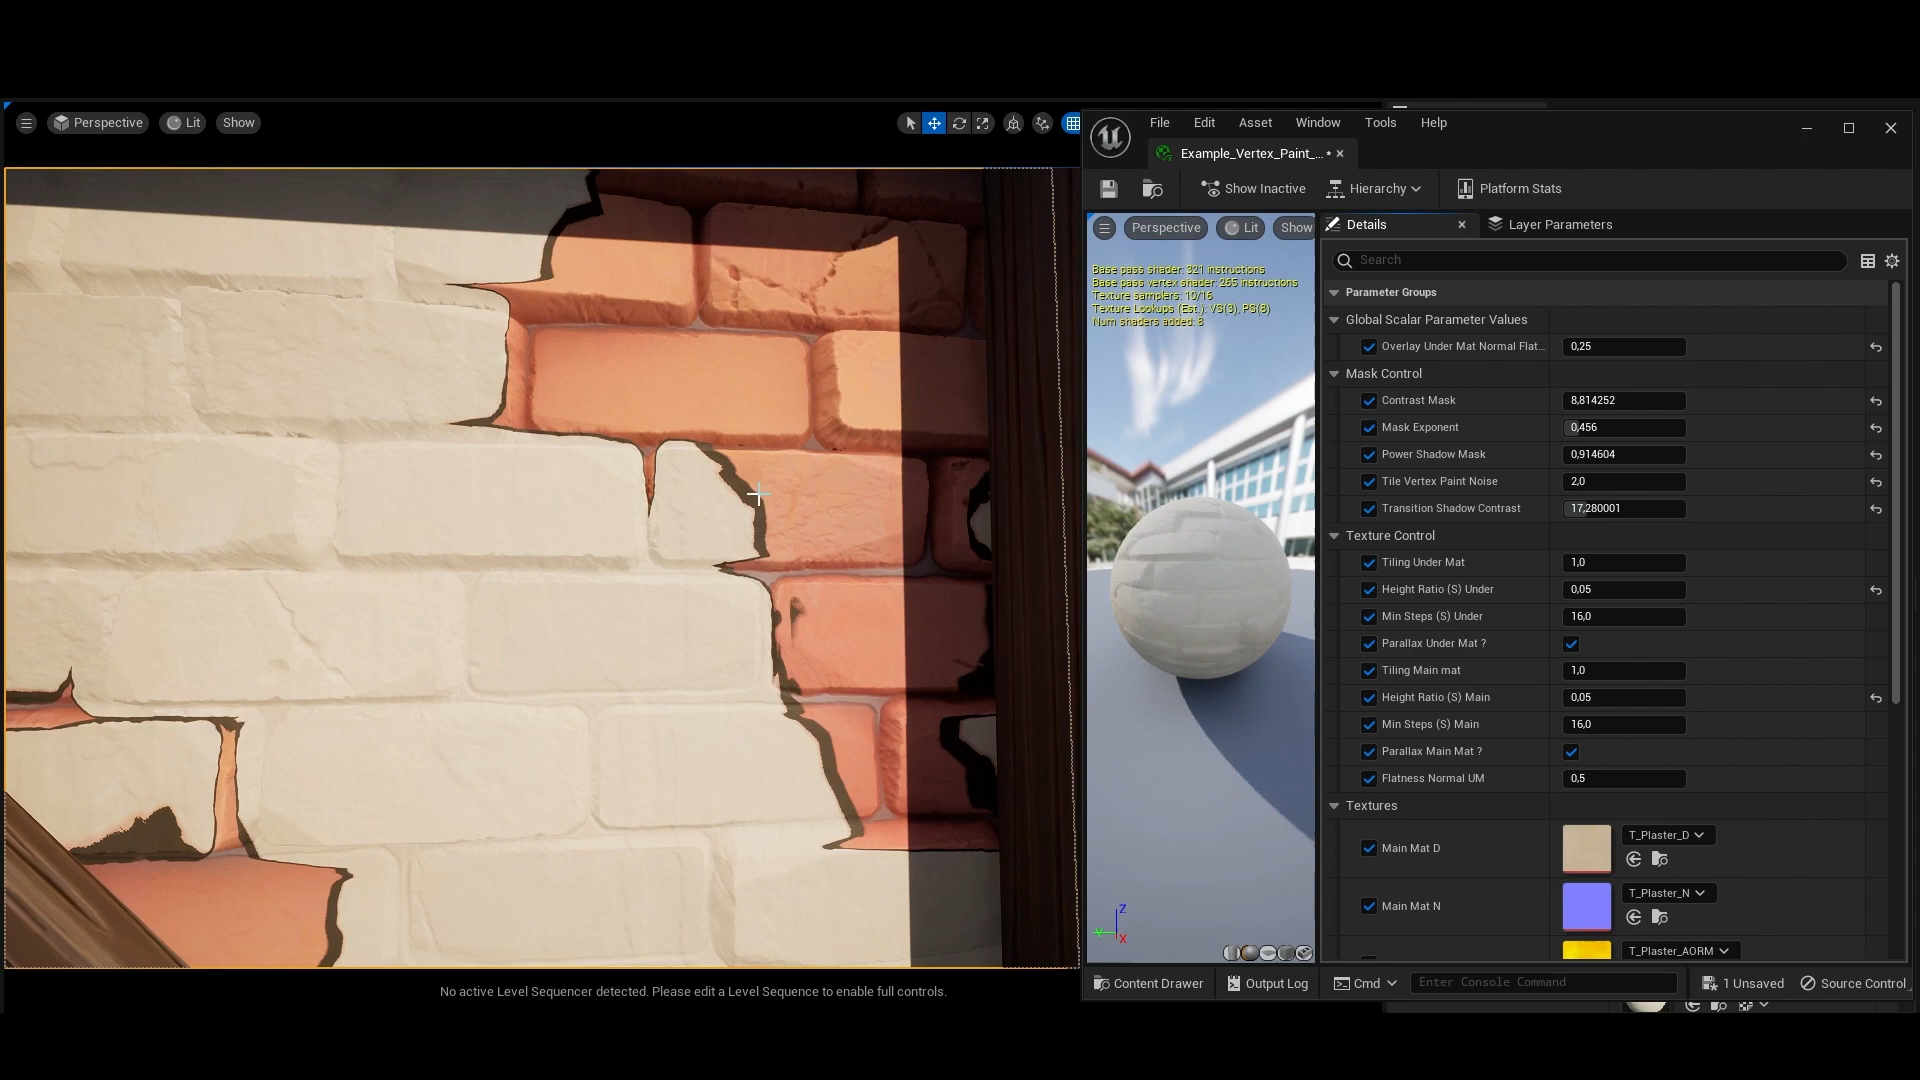 Perspective
Lit
Show
File
Edit
Asset
Window
Tools
Help
Example_Vertex_Paint_... *
Show Inactive
Hierarchy
Platform Stats
Perspective
Lit
Show
Base pass shader: 321 instructions
Base pass vertex shader: 265 instructions
Texture samplers: 10/16
Texture Lookups (Est.): VS(3), PS(8)
Num shaders added: 8
Z
Y
X
Details
Layer Parameters
Search
Parameter Groups
Global Scalar Parameter Values
Overlay Under Mat Normal Flat...
0,25
Mask Control
Contrast Mask
8,814252
Mask Exponent
0,456
Power Shadow Mask
0,914604
Tile Vertex Paint Noise
2,0
Transition Shadow Contrast
17,280001
Texture Control
Tiling Under Mat
1,0
Height Ratio (S) Under
0,05
Min Steps (S) Under
16,0
Parallax Under Mat ?
Tiling Main mat
1,0
Height Ratio (S) Main
0,05
Min Steps (S) Main
16,0
Parallax Main Mat ?
Flatness Normal UM
0,5
Textures
Main Mat D
T_Plaster_D
Main Mat N
T_Plaster_N
T_Plaster_AORM
No active Level Sequencer detected. Please edit a Level Sequence to enable full controls.
Content Drawer
Output Log
Cmd
Enter Console Command
1 Unsaved
Source Control